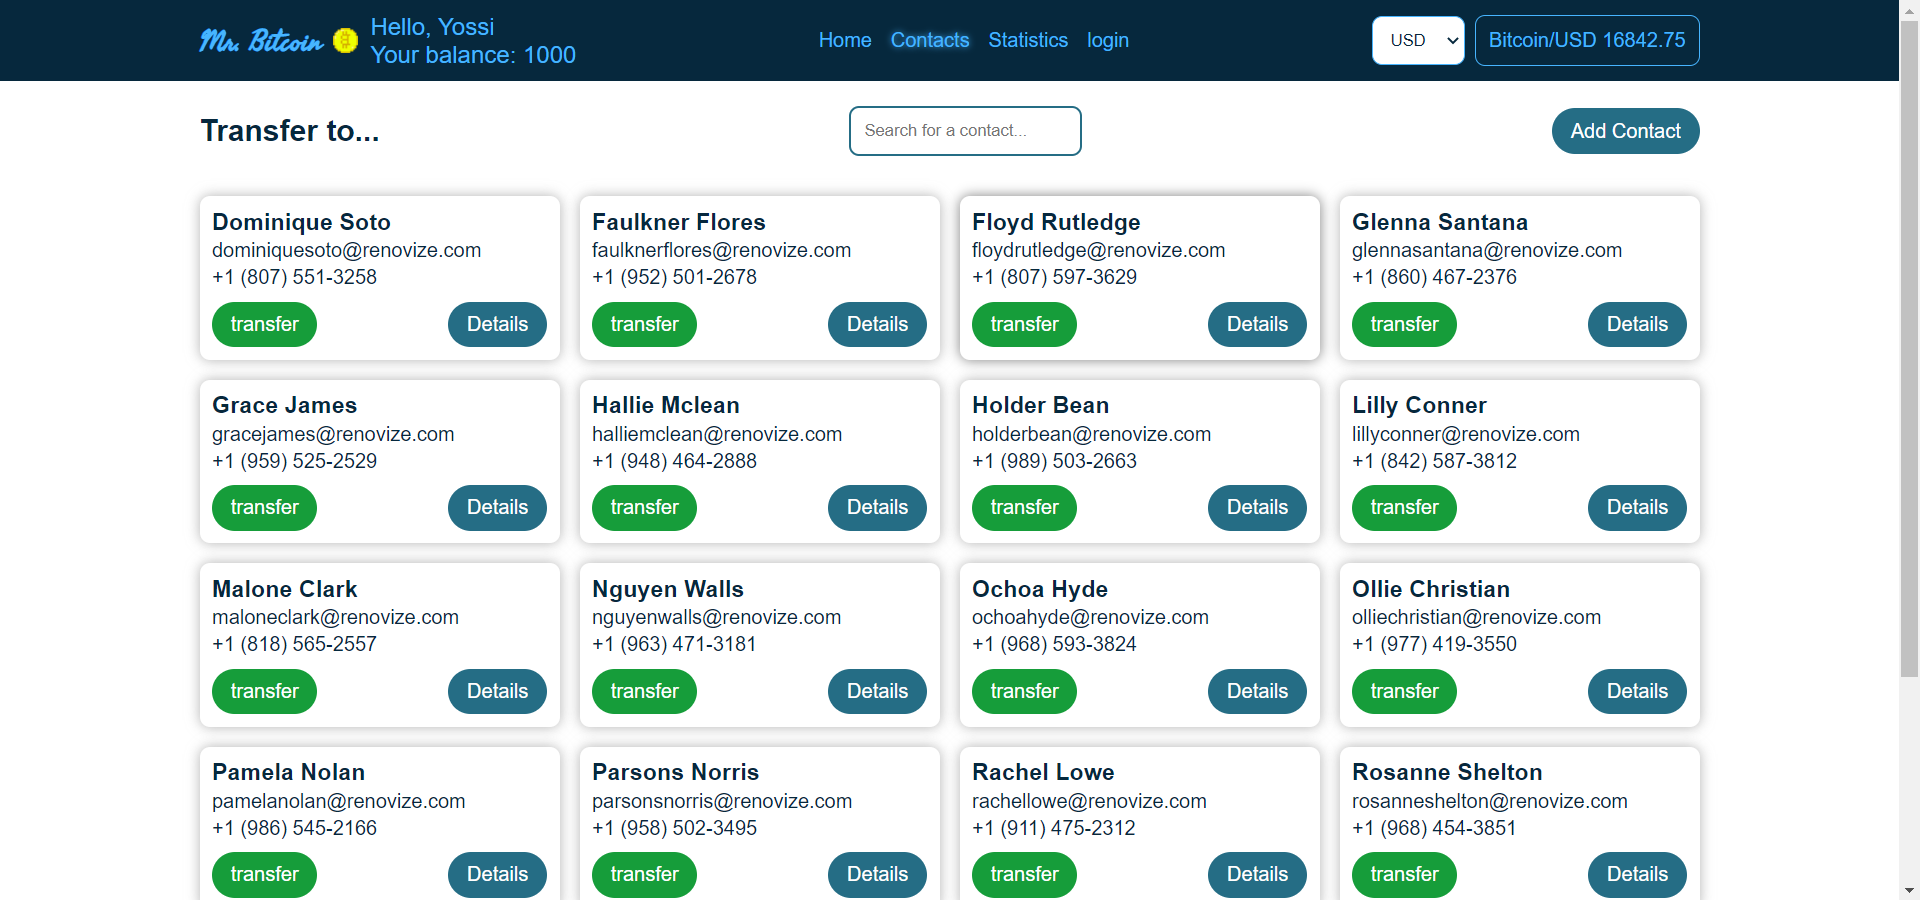 Mr. Bitcoin
Hello, Yossi
Your balance: 1000
Home Contacts Statistics login
USD
Bitcoin/USD 16842.75
Transfer to...
Search for a contact...
Add Contact
Dominique Soto
dominiquesoto@renovize.com
+1 (807) 551-3258
transfer Details
Faulkner Flores
faulknerflores@renovize.com
+1 (952) 501-2678
transfer Details
Floyd Rutledge
floydrutledge@renovize.com
+1 (807) 597-3629
transfer Details
Glenna Santana
glennasantana@renovize.com
+1 (860) 467-2376
transfer Details
Grace James
gracejames@renovize.com
+1 (959) 525-2529
transfer Details
Hallie Mclean
halliemclean@renovize.com
+1 (948) 464-2888
transfer Details
Holder Bean
holderbean@renovize.com
+1 (989) 503-2663
transfer Details
Lilly Conner
lillyconner@renovize.com
+1 (842) 587-3812
transfer Details
Malone Clark
maloneclark@renovize.com
+1 (818) 565-2557
transfer Details
Nguyen Walls
nguyenwalls@renovize.com
+1 (963) 471-3181
transfer Details
Ochoa Hyde
ochoahyde@renovize.com
+1 (968) 593-3824
transfer Details
Ollie Christian
olliechristian@renovize.com
+1 (977) 419-3550
transfer Details
Pamela Nolan
pamelanolan@renovize.com
+1 (986) 545-2166
transfer Details
Parsons Norris
parsonsnorris@renovize.com
+1 (958) 502-3495
transfer Details
Rachel Lowe
rachellowe@renovize.com
+1 (911) 475-2312
transfer Details
Rosanne Shelton
rosanneshelton@renovize.com
+1 (968) 454-3851
transfer Details